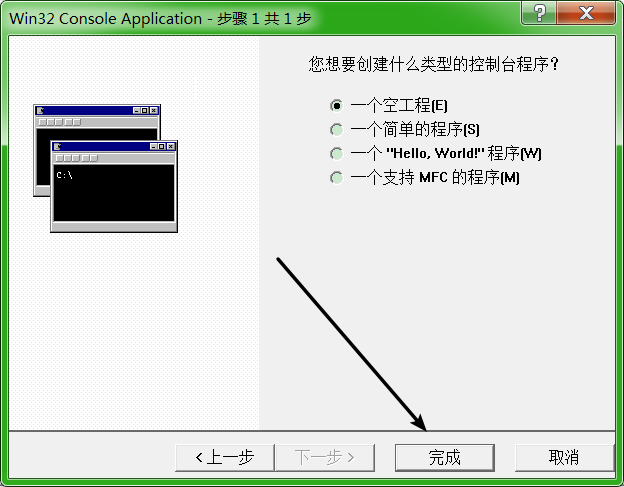 Win32 Console Application - 步骤 1 共 1 步
您想要创建什么类型的控制台程序？
一个空工程(E)
一个简单的程序(S)
一个 "Hello, World!" 程序(W)
一个支持 MFC 的程序(M)
C:\
< 上一步 下一步 > 完成 取消